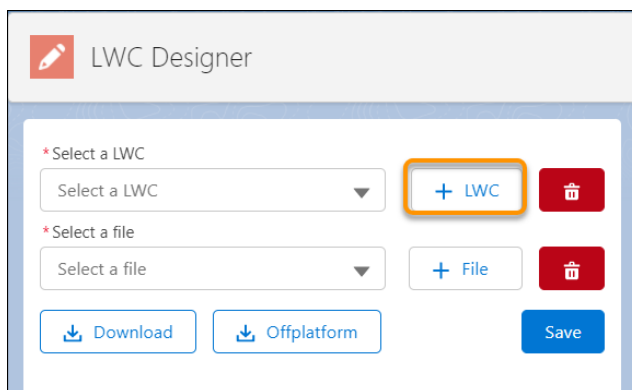 LWC Designer
*Select a LWC
Select a LWC
+ LWC
*Select a file
Select a file
+ File
Download
Offplatform
Save